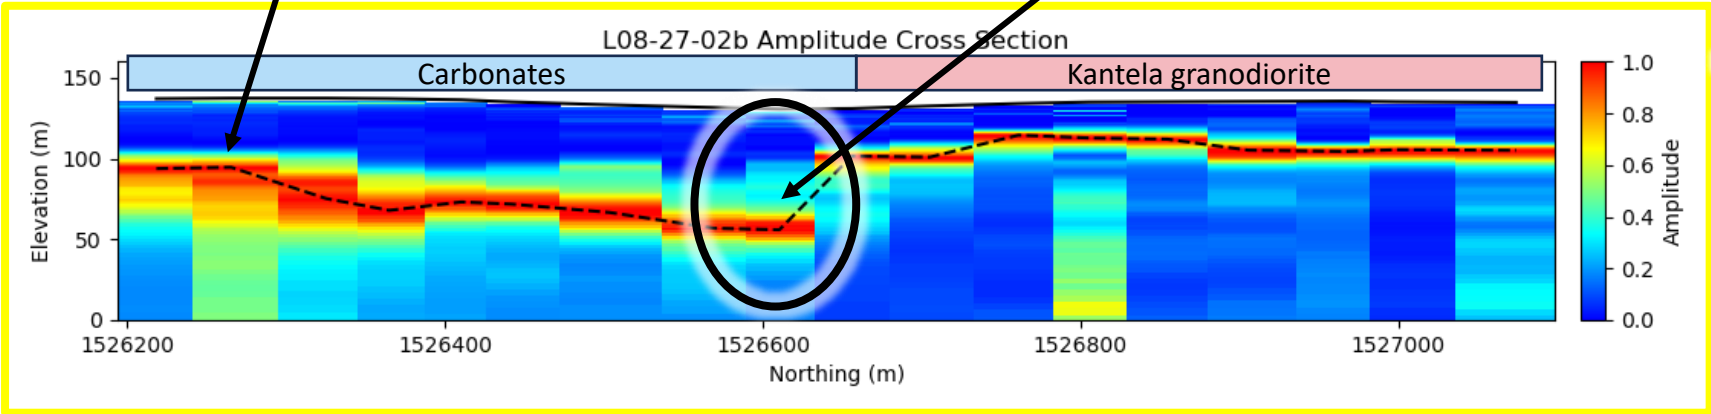 L08-27-02b Amplitude Cross Section
Carbonates
Kantela granodiorite
150
100
50
0
Elevation (m)
1526200
1526400
1526600
1526800
1527000
Northing (m)
1.0
0.8
0.6
0.4
0.2
0.0
Amplitude